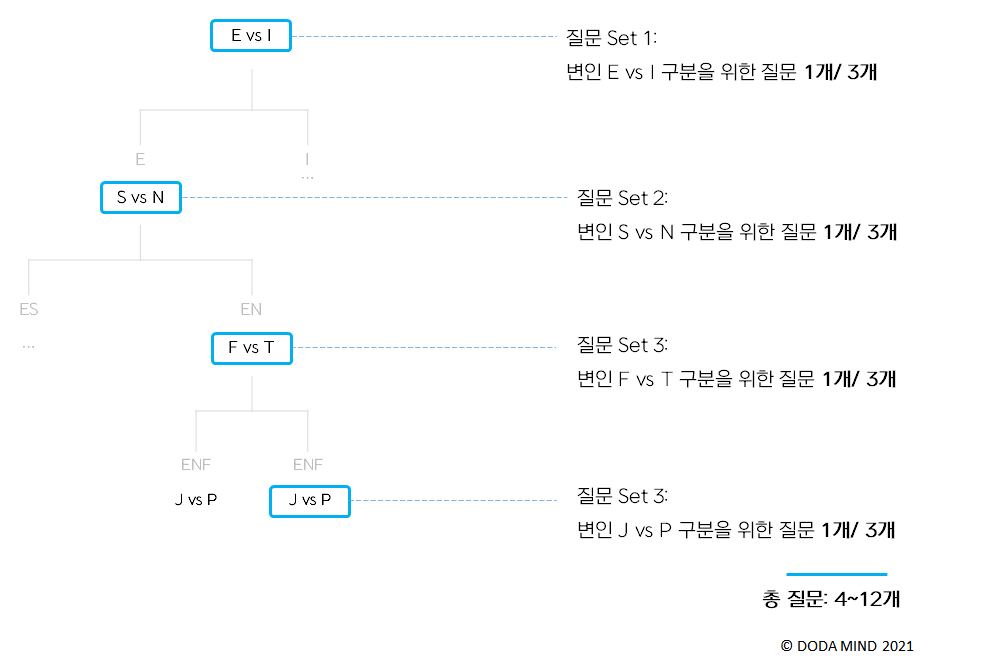 E vs I
질문 Set 1:
변인 E vs I 구분을 위한 질문 1개/ 3개
E
I
...
S vs N
질문 Set 2:
변인 S vs N 구분을 위한 질문 1개/ 3개
ES
EN
...
F vs T
질문 Set 3:
변인 F vs T 구분을 위한 질문 1개/ 3개
ENF
ENF
J vs P
J vs P
질문 Set 3:
변인 J vs P 구분을 위한 질문 1개/ 3개
총 질문: 4~12개
© DODA MIND 2021